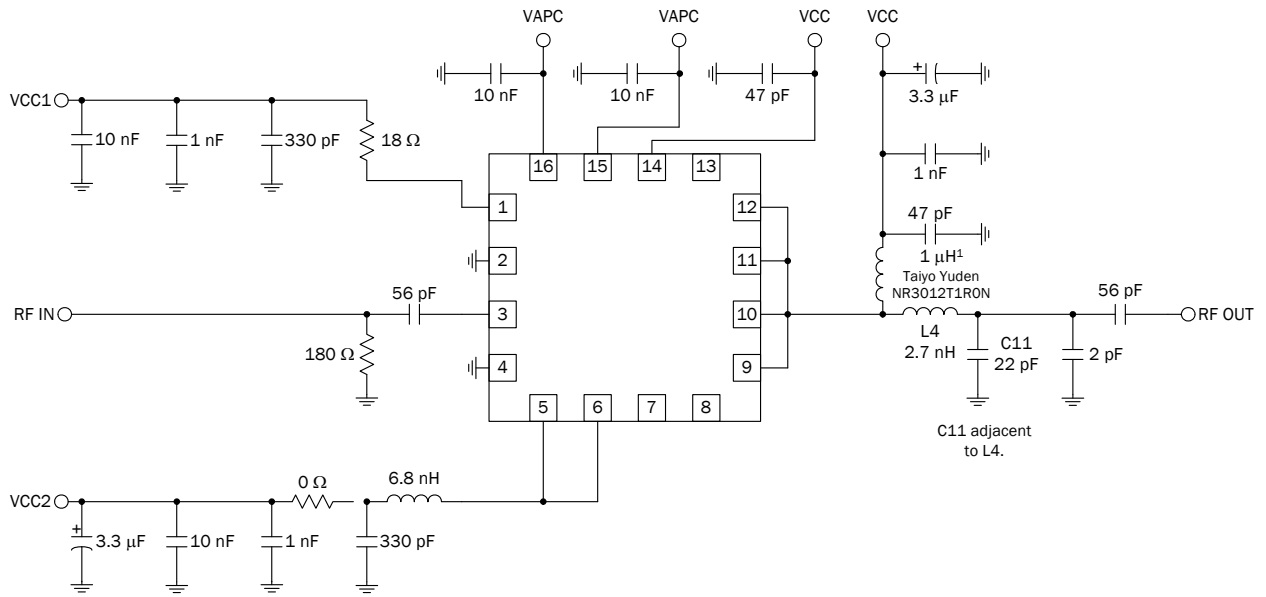 VAPC
VAPC
VCC
VCC
10 nF
10 nF
47 pF
+
3.3 μF
1 nF
47 pF
1 μH¹
Taiyo Yuden
NR3012T1R0N
VCC1
10 nF
1 nF
330 pF
18 Ω
16
15
14
13
1
2
3
4
12
11
10
9
5
6
7
8
RF IN
56 pF
180 Ω
L4
2.7 nH
C11
22 pF
2 pF
56 pF
RF OUT
C11 adjacent
to L4.
VCC2
+
3.3 μF
10 nF
1 nF
0 Ω
330 pF
6.8 nH